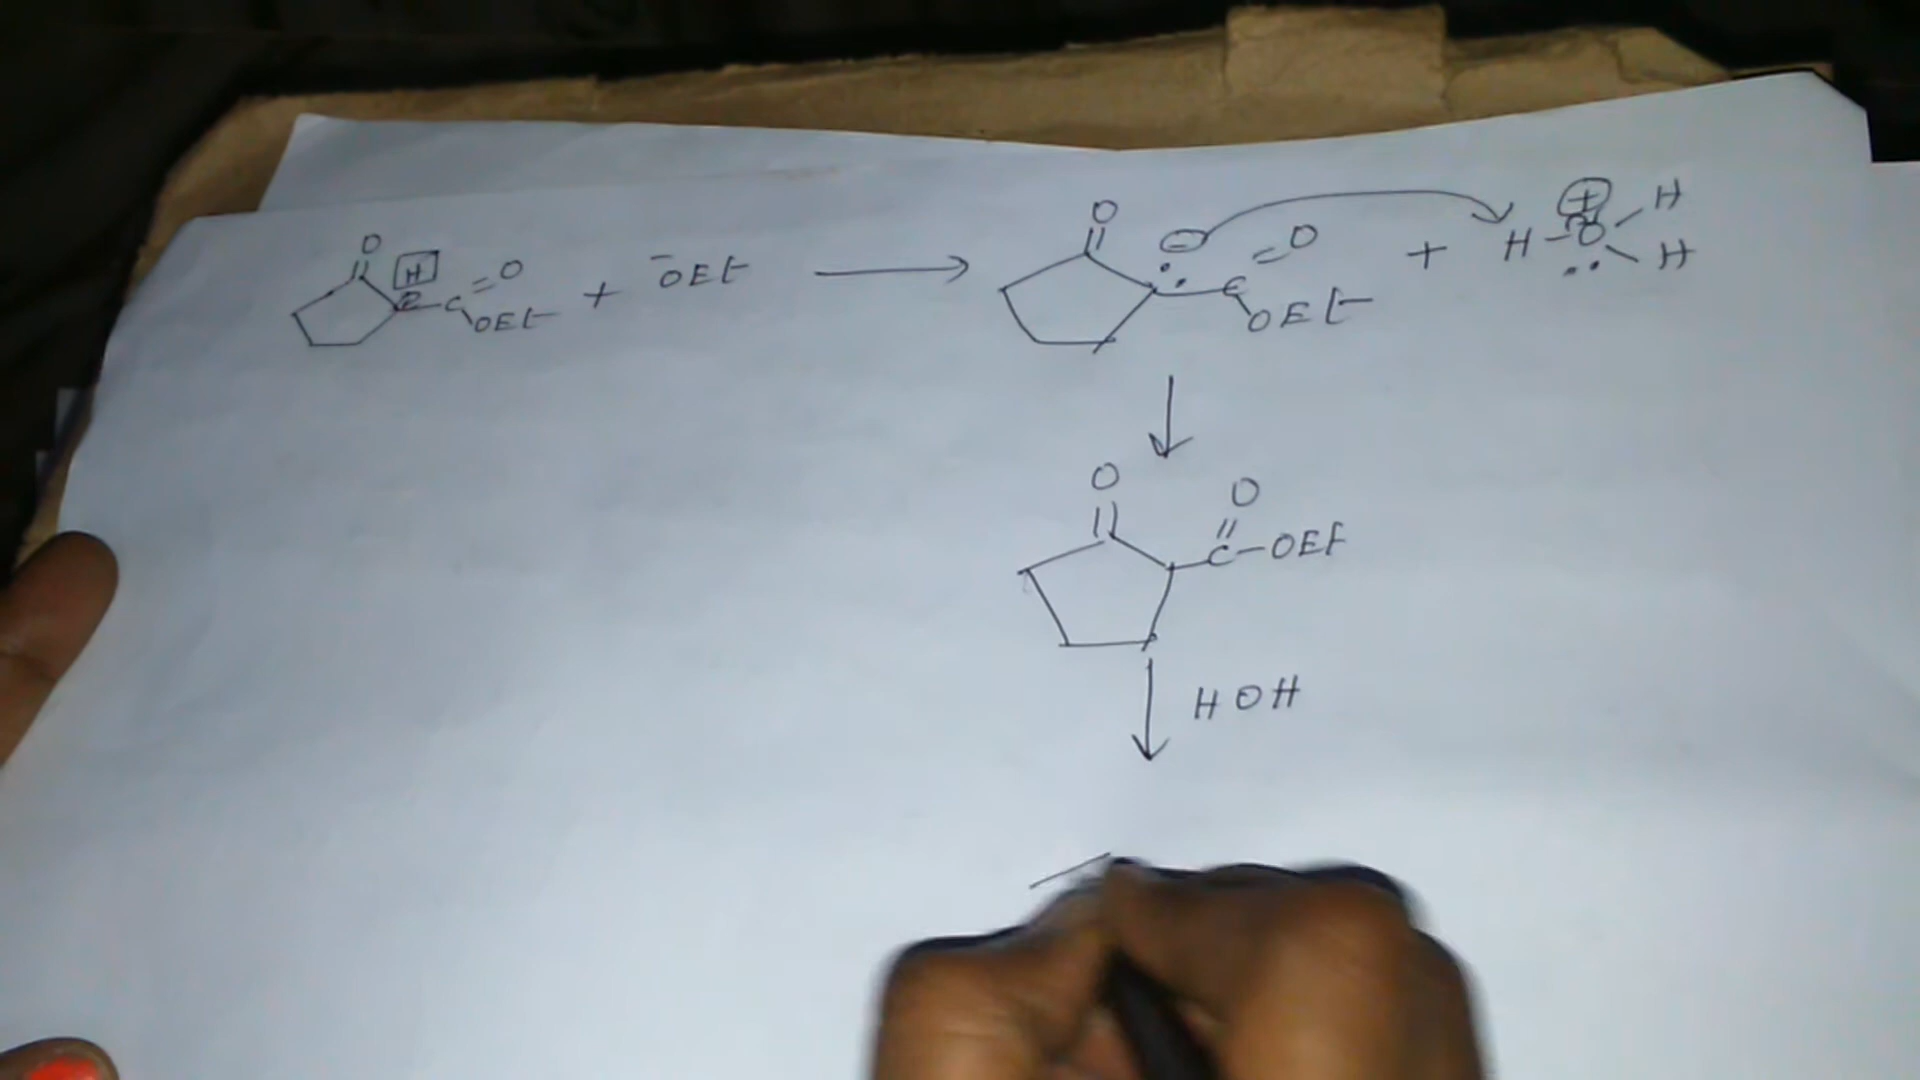 O H O
C OEt + ⁻OEt ⟶ O ⊖ : C O OEt + H - O ⊕ .. H H
O O
C - OEt
HOH